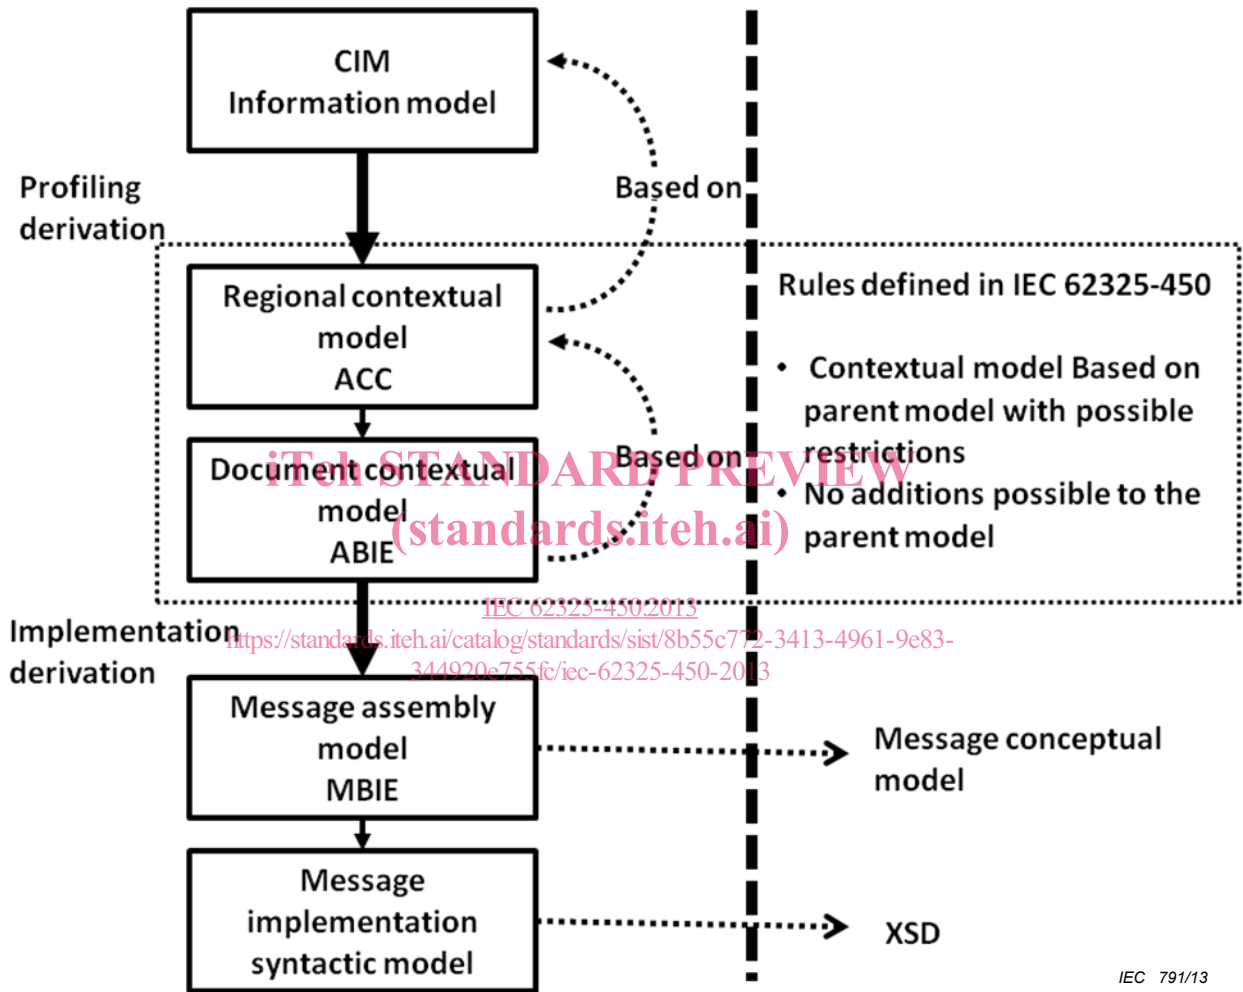 CIM
Information model
Profiling
derivation
Based on
Regional contextual
model
ACC
Rules defined in IEC 62325-450
• Contextual model Based on
parent model with possible
restrictions
• No additions possible to the
parent model
Document contextual
model
ABIE
Based on
iTeh STANDARD PREVIEW
(standards.iteh.ai)
IEC 62325-450:2013
https://standards.iteh.ai/catalog/standards/sist/8b55c772-3413-4961-9e83-
344920e755fc/iec-62325-450-2013
Implementation
derivation
Message assembly
model
MBIE
Message conceptual
model
Message
implementation
syntactic model
XSD
IEC 791/13